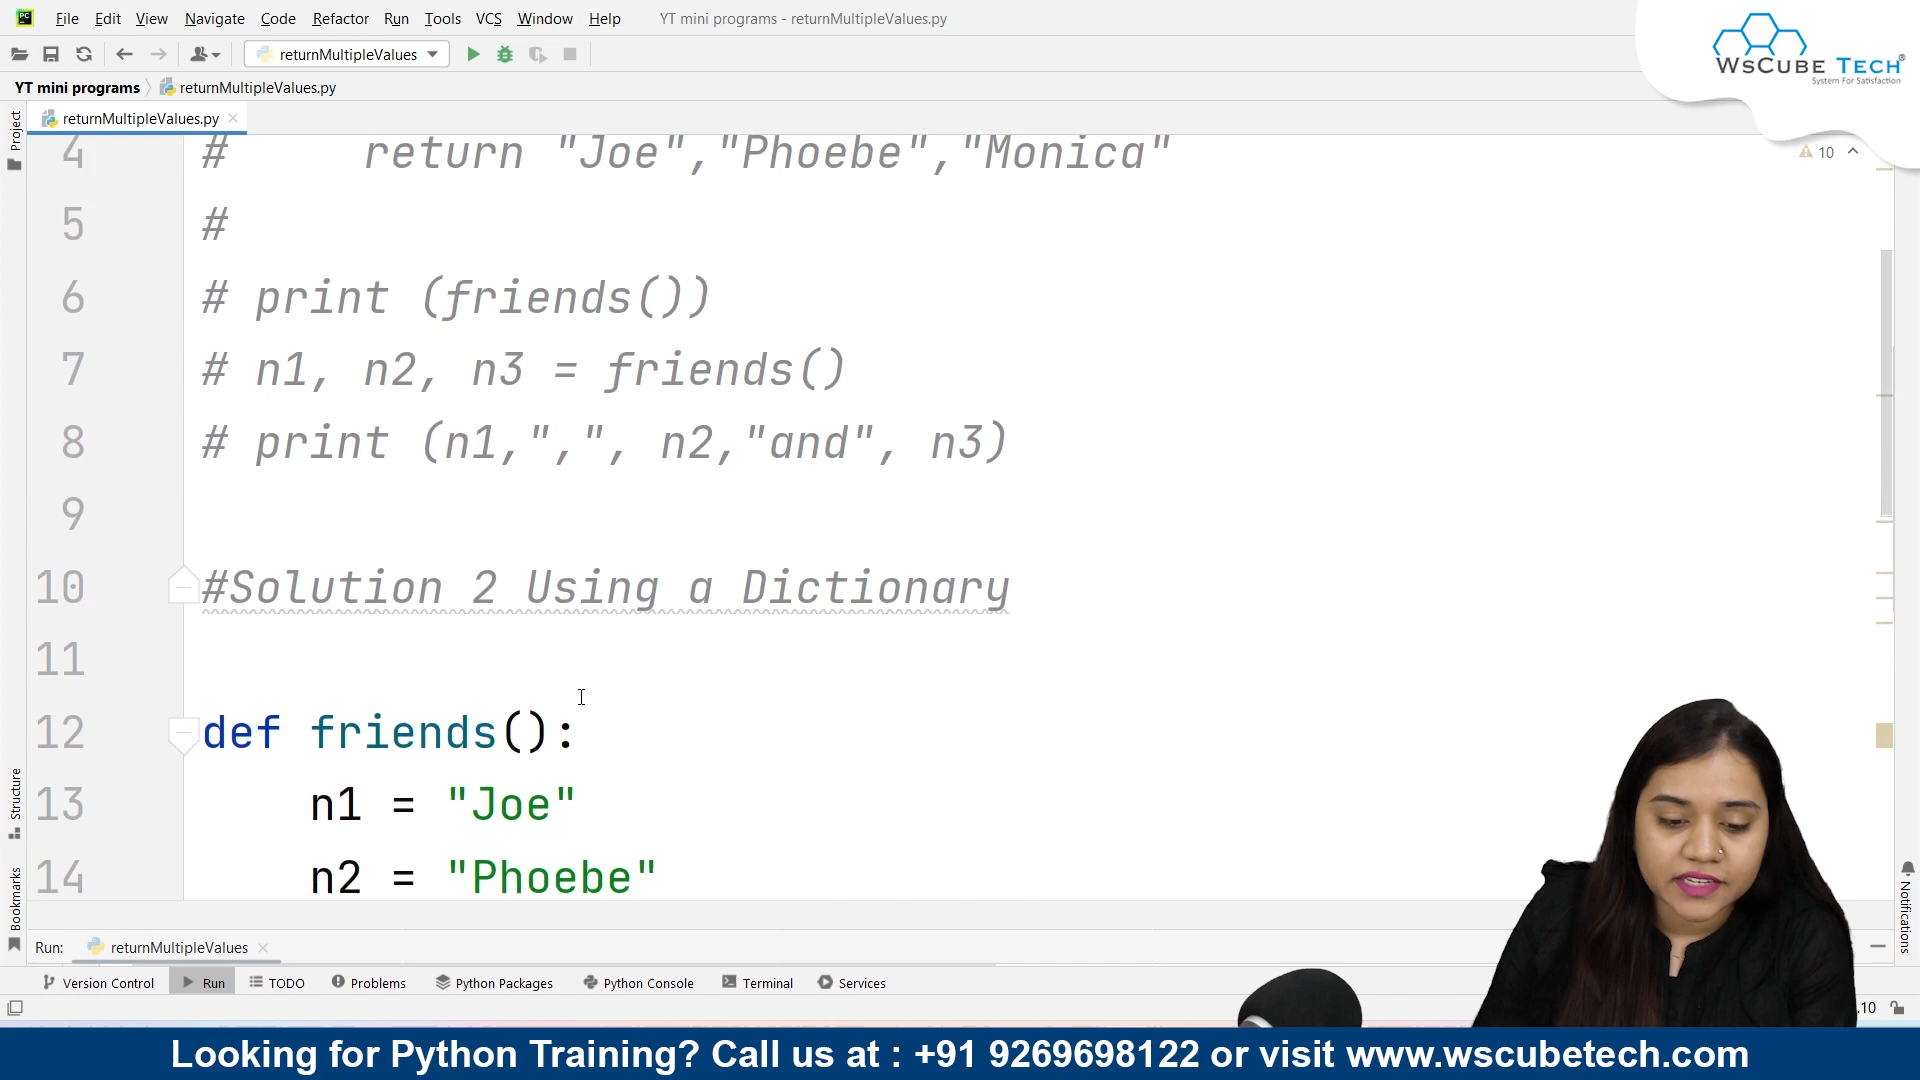 File Edit View Navigate Code Refactor Run Tools VCS Window Help YT mini programs - returnMultipleValues.py
returnMultipleValues
WSCUBE TECH®
System For Satisfaction
YT mini programs 〉 returnMultipleValues.py
Project
returnMultipleValues.py
4 #     return "Joe","Phoebe","Monica"
10
5 #
6 # print (friends())
7 # n1, n2, n3 = friends()
8 # print (n1,",", n2,"and", n3)
9
10 #Solution 2 Using a Dictionary
11
12 def friends():
13     n1 = "Joe"
14     n2 = "Phoebe"
Structure
Bookmarks
Notifications
Run: returnMultipleValues
Version Control Run TODO Problems Python Packages Python Console Terminal Services
.10
Looking for Python Training? Call us at : +91 9269698122 or visit www.wscubetech.com